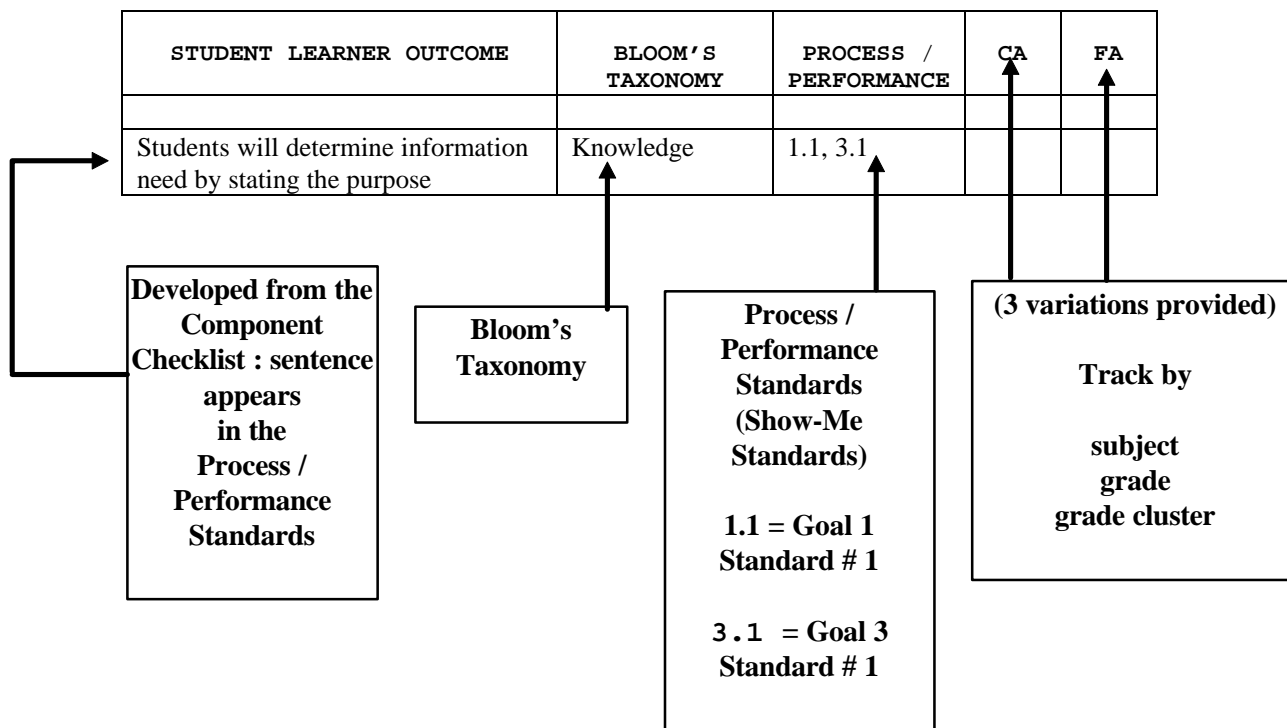 STUDENT LEARNER OUTCOME
BLOOM'S
TAXONOMY
PROCESS /
PERFORMANCE
CA
FA
Students will determine information
need by stating the purpose
Knowledge
1.1, 3.1
Developed from the
Component
Checklist : sentence
appears
in the
Process /
Performance
Standards
Bloom's
Taxonomy
Process /
Performance
Standards
(Show-Me
Standards)
1.1 = Goal 1
Standard # 1
3.1 = Goal 3
Standard # 1
(3 variations provided)
Track by
subject
grade
grade cluster